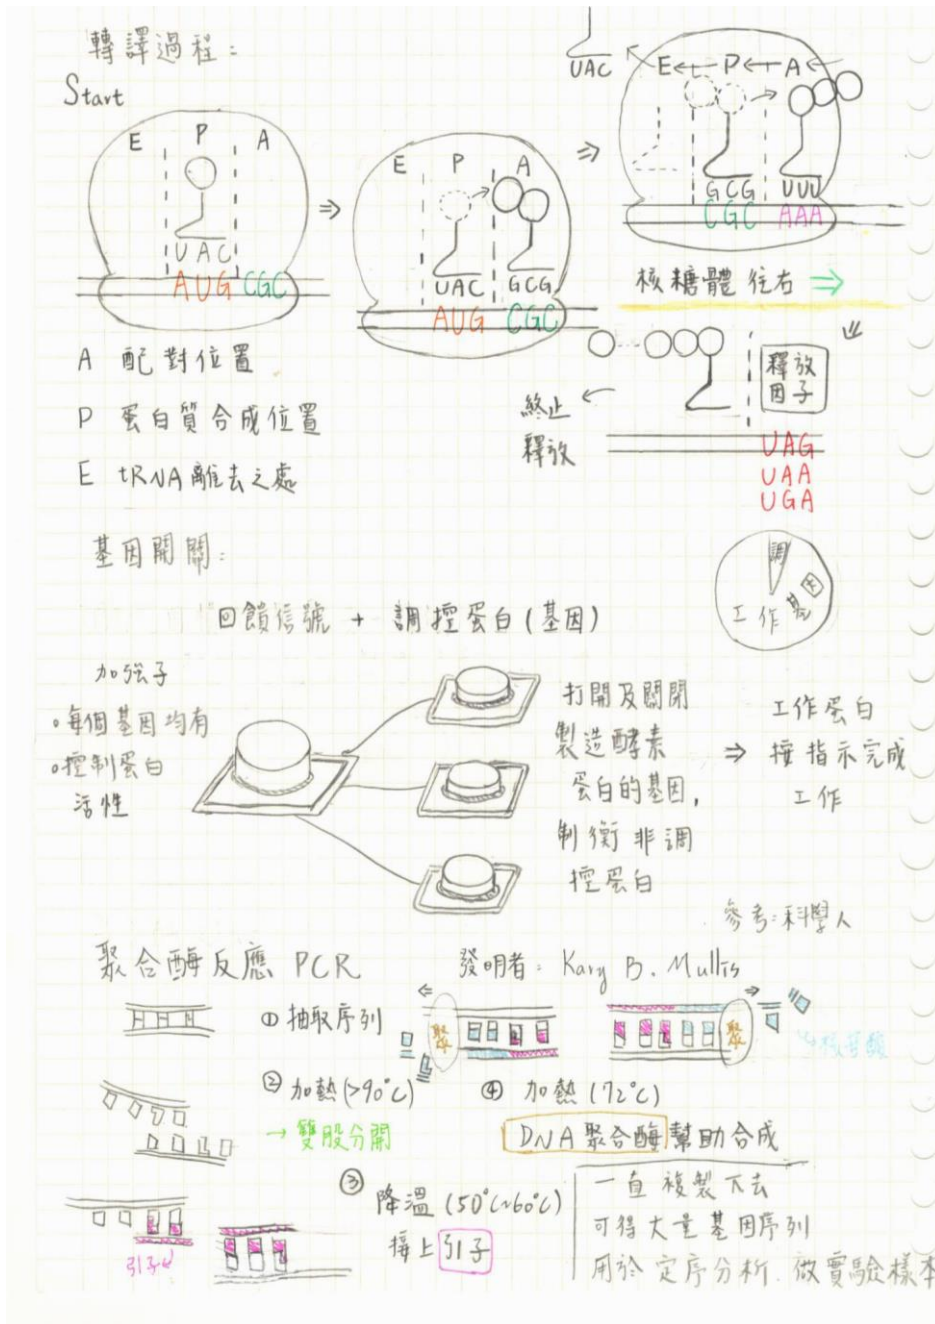 轉譯過程:
Start
E P A
UAC
AUG CGC
E P A
UAC GCG
AUG CGC
UAC E P A
GCG UUU
CGC AAA
核糖體往右
A 配對位置
P 蛋白質合成位置
E tRNA離去之處
終止
釋放
釋放
因子
UAG
UAA
UGA
基因開關:
調
工作基因
回饋信號 + 調控蛋白(基因)
加強子
。每個基因均有
。控制蛋白
活性
打開及關閉
製造酵素
蛋白的基因,
制衡非調
控蛋白
⇒ 工作蛋白
按指示完成
工作
參考:科學人
聚合酶反應 PCR 發明者: Kary B. Mullis
① 抽取序列
② 加熱(>90°C)
→ 雙股分開
③ 降溫(50°C~60°C)
接上引子
引子
聚
聚
④ 加熱(72°C)
DNA聚合酶幫助合成
一直複製下去
可得大量基因序列
用於定序分析.做實驗樣本